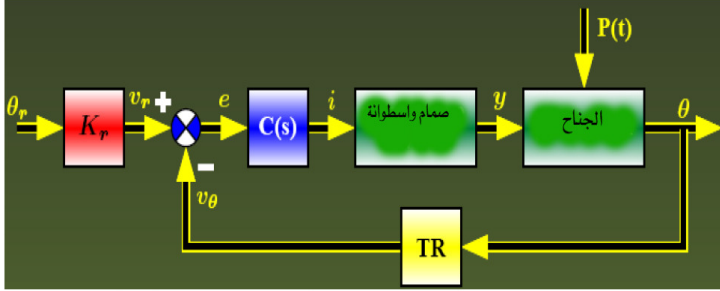 P(t)
θr Kr vr + e C(s) i صمام واسطوانة y الجناح θ
−
vθ
TR